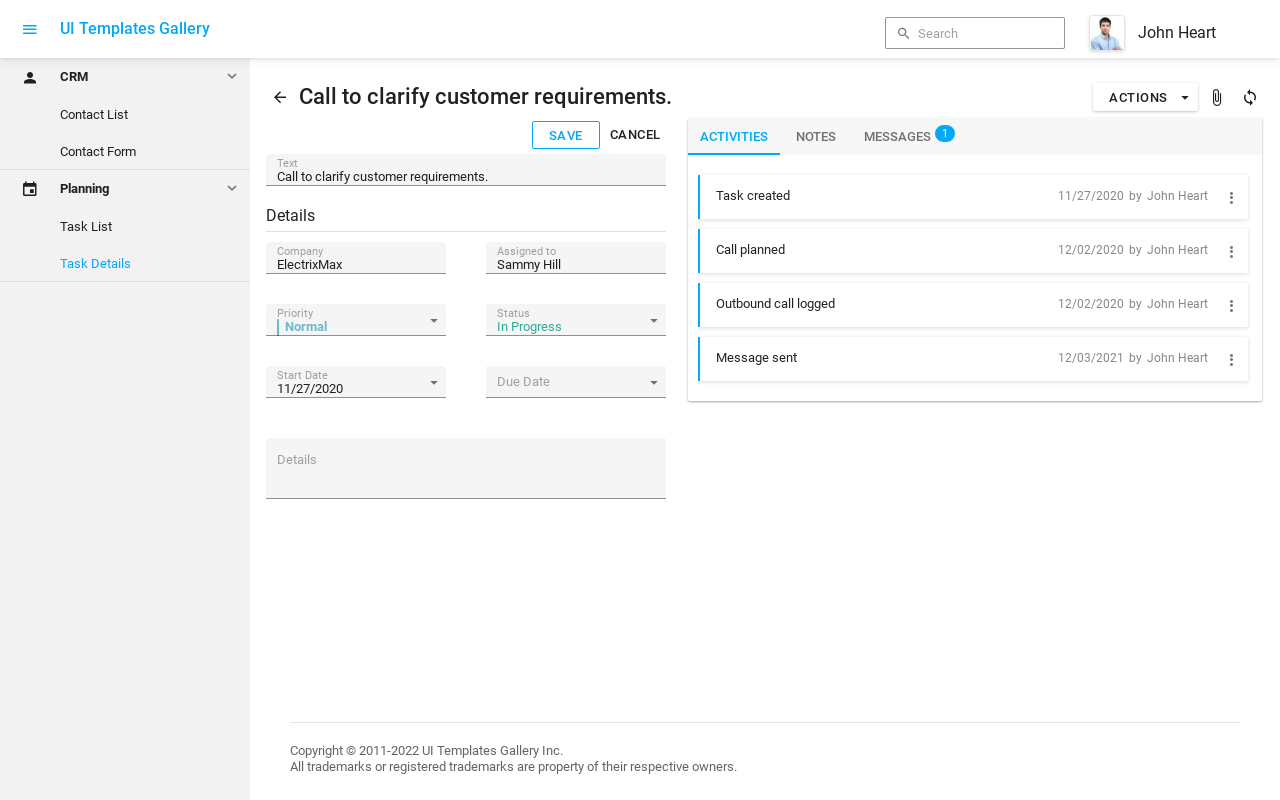 UI Templates Gallery
Search
John Heart
CRM
Contact List
Contact Form
Planning
Task List
Task Details
Call to clarify customer requirements.
ACTIONS
SAVE
CANCEL
Text
Call to clarify customer requirements.
Details
Company
ElectrixMax
Assigned to
Sammy Hill
Priority
Normal
Status
In Progress
Start Date
11/27/2020
Due Date
Details
ACTIVITIES
NOTES
MESSAGES 1
Task created 11/27/2020 by John Heart
Call planned 12/02/2020 by John Heart
Outbound call logged 12/02/2020 by John Heart
Message sent 12/03/2021 by John Heart
Copyright © 2011-2022 UI Templates Gallery Inc.
All trademarks or registered trademarks are property of their respective owners.